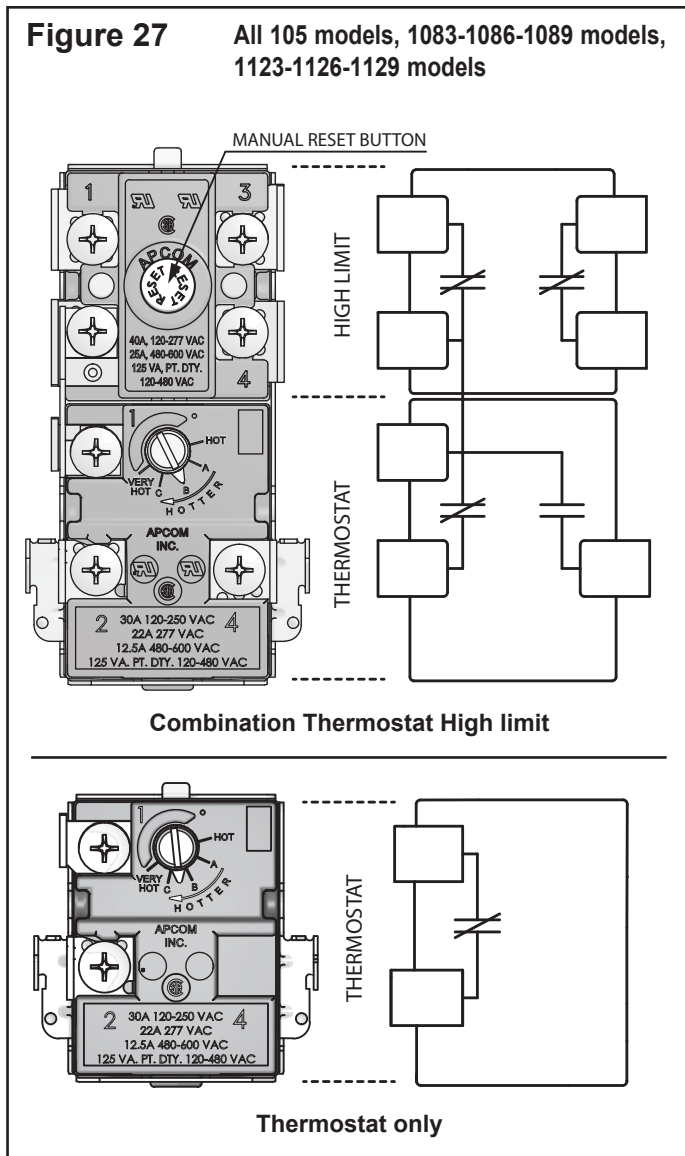 Figure 27
All 105 models, 1083-1086-1089 models,
1123-1126-1129 models
MANUAL RESET BUTTON
1
3
APCOM
RESET
RESET
40A, 120-277 VAC
25A, 480-600 VAC
125 VA, PT. DTY.
120-480 VAC
4
HIGH LIMIT
1
HOT
A
B
C
VERY
HOT
HOTTER
APCOM
INC.
2
4
30A 120-250 VAC
22A 277 VAC
12.5A 480-600 VAC
125 VA. PT. DTY. 120-480 VAC
THERMOSTAT
Combination Thermostat High limit
1
HOT
A
B
C
VERY
HOT
HOTTER
APCOM
INC.
2
4
30A 120-250 VAC
22A 277 VAC
12.5A 480-600 VAC
125 VA. PT. DTY. 120-480 VAC
THERMOSTAT
Thermostat only